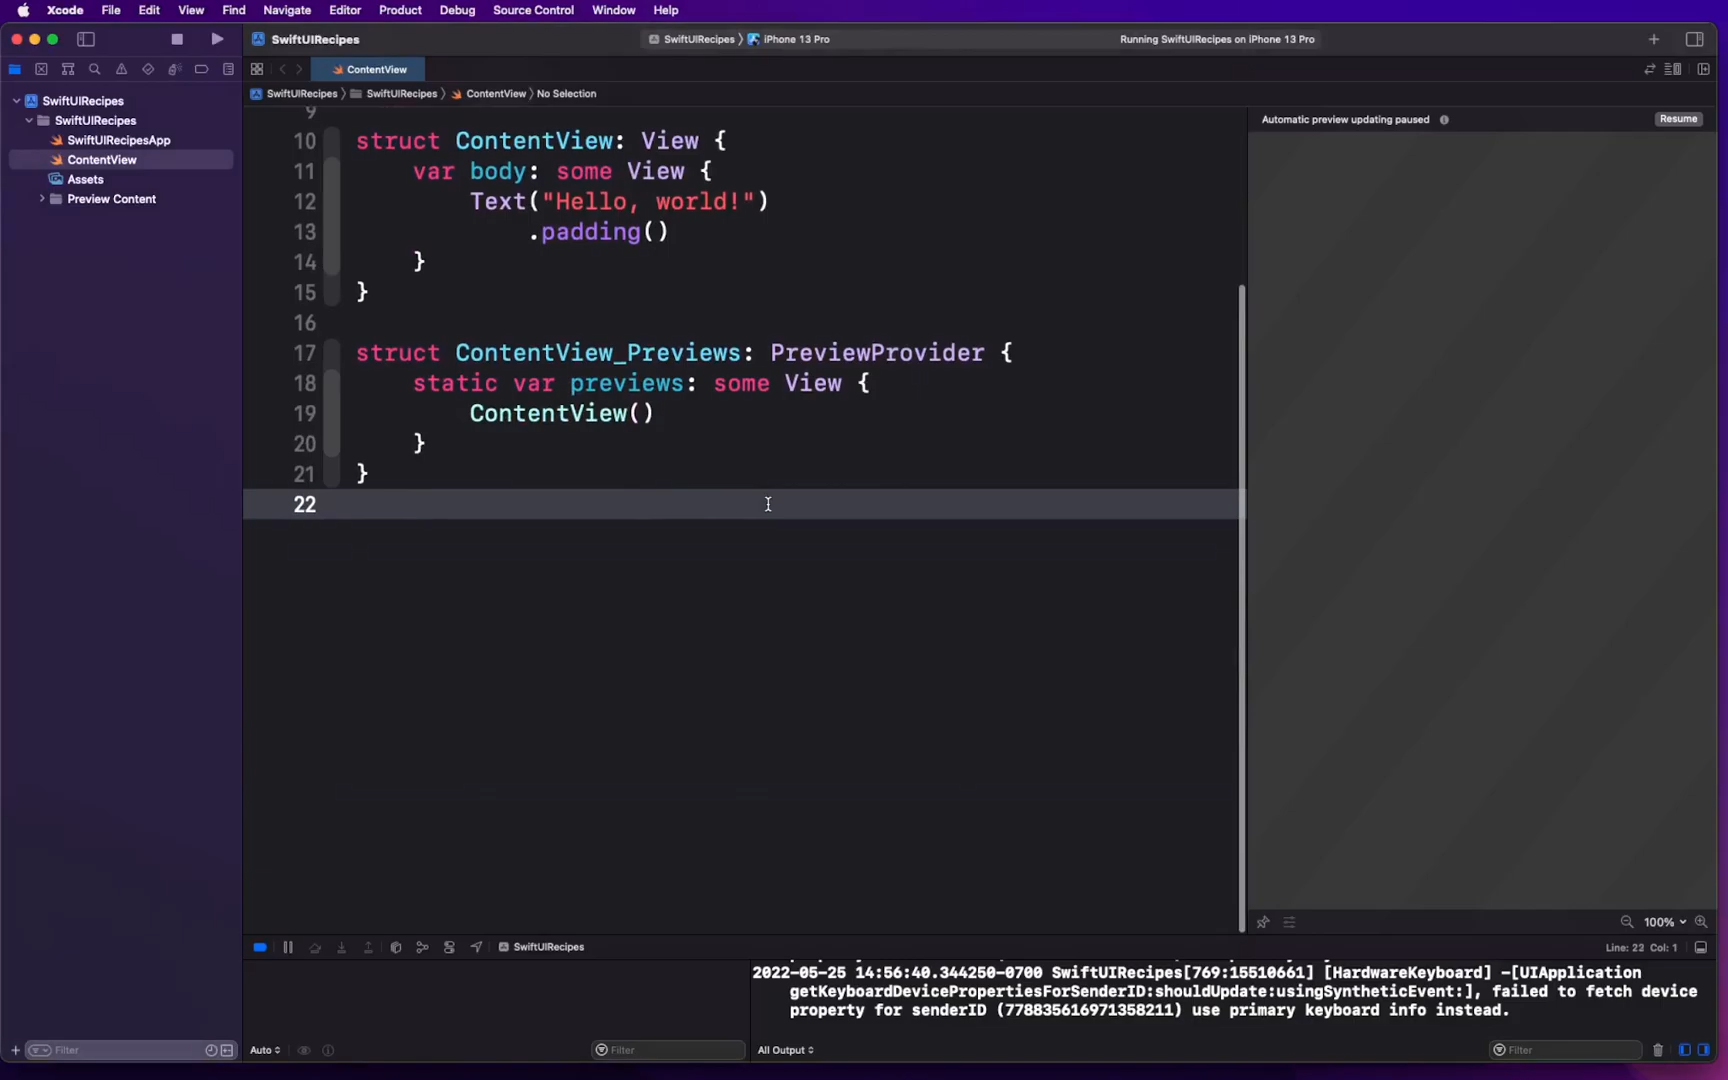 Xcode File Edit View Find Navigate Editor Product Debug Source Control Window Help
SwiftUIRecipes SwiftUIRecipes iPhone 13 Pro Running SwiftUIRecipes on iPhone 13 Pro
ContentView
SwiftUIRecipes SwiftUIRecipes ContentView No Selection
SwiftUIRecipes
SwiftUIRecipes
SwiftUIRecipesApp
ContentView
Assets
Preview Content
Filter
9
10 struct ContentView: View {
11 var body: some View {
12 Text("Hello, world!")
13 .padding()
14 }
15 }
16
17 struct ContentView_Previews: PreviewProvider {
18 static var previews: some View {
19 ContentView()
20 }
21 }
22
Automatic preview updating paused Resume
100%
SwiftUIRecipes Line: 22 Col: 1
2022-05-25 14:56:40.344250-0700 SwiftUIRecipes[769:15510661] [HardwareKeyboard] -[UIApplication
getKeyboardDevicePropertiesForSenderID:shouldUpdate:usingSyntheticEvent:], failed to fetch device
property for senderID (778835616971358211) use primary keyboard info instead.
Auto Filter All Output Filter